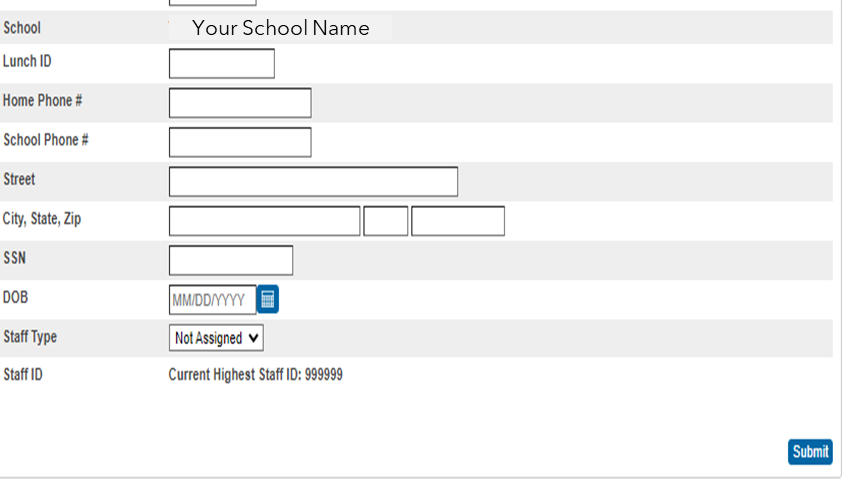 School Your School Name
Lunch ID
Home Phone #
School Phone #
Street
City, State, Zip
SSN
DOB MM/DD/YYYY
Staff Type Not Assigned
Staff ID Current Highest Staff ID: 999999
Submit